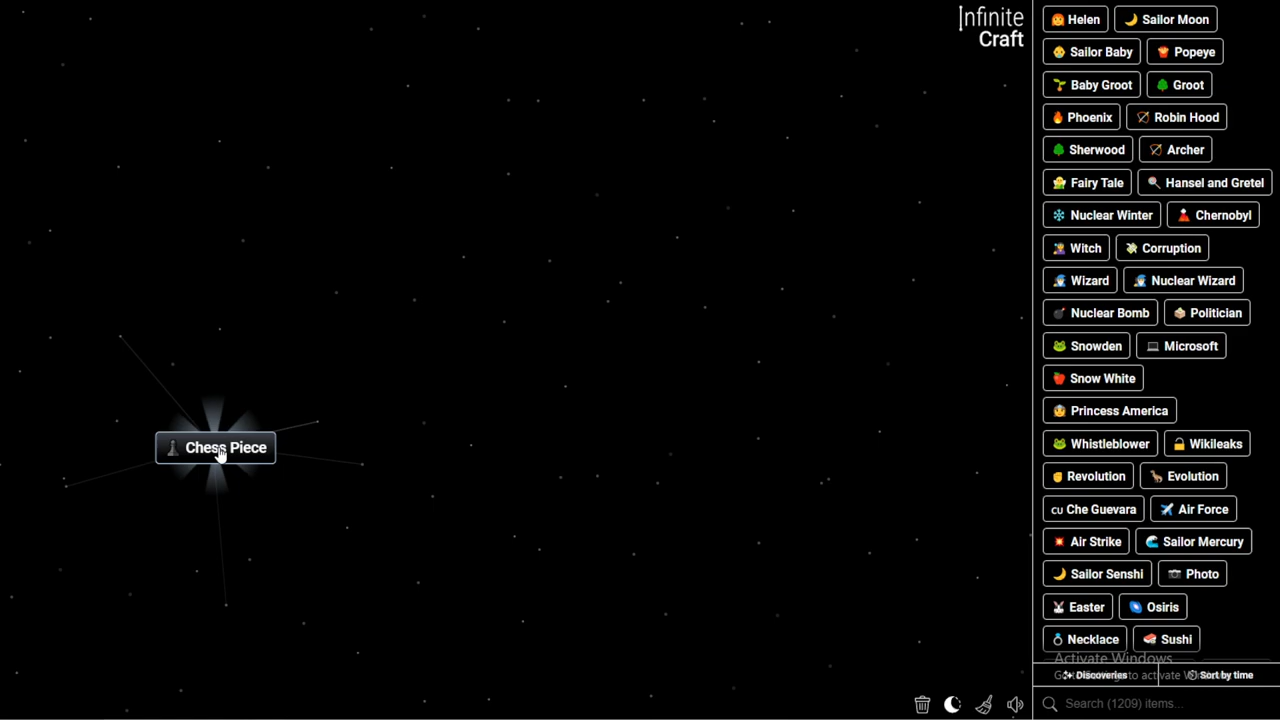 Infinite
Craft
Chess Piece
Helen
Sailor Moon
Sailor Baby
Popeye
Baby Groot
Groot
Phoenix
Robin Hood
Sherwood
Archer
Fairy Tale
Hansel and Gretel
Nuclear Winter
Chernobyl
Witch
Corruption
Wizard
Nuclear Wizard
Nuclear Bomb
Politician
Snowden
Microsoft
Snow White
Princess America
Whistleblower
Wikileaks
Revolution
Evolution
CU Che Guevara
Air Force
Air Strike
Sailor Mercury
Sailor Senshi
Photo
Easter
Osiris
Necklace
Sushi
Activate Windows
Discoveries
Sort by time
to activate
Search (1209) items...